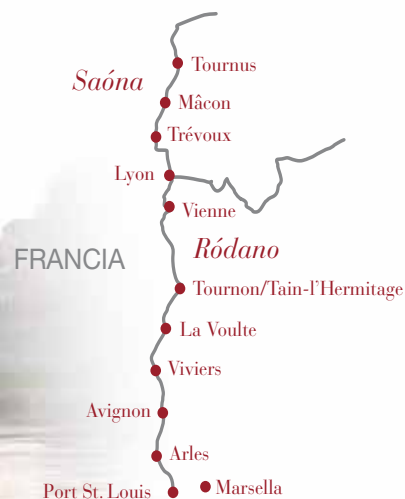 Tournus
Saóna
Mâcon
Trévoux
Lyon
Vienne
Ródano
FRANCIA
Tournon/Tain-l'Hermitage
La Voulte
Viviers
Avignon
Arles
Port St. Louis
Marsella